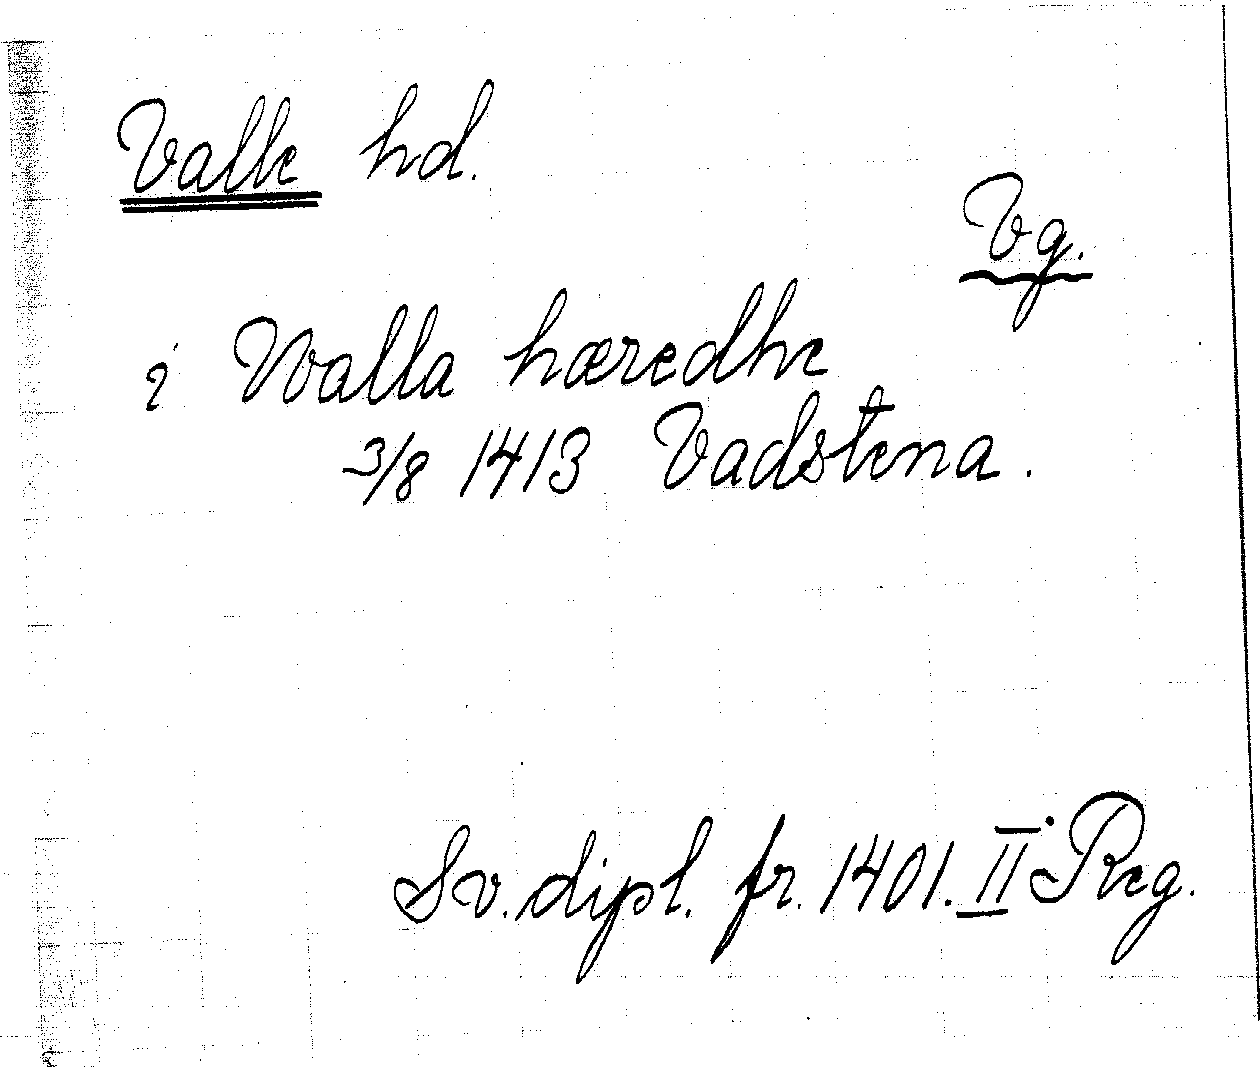 Valle hd.
Vg.
i Walla hæredhe
3/8 1413 Vadstena.
Sv. dipl. fr. 1401. II. Reg.